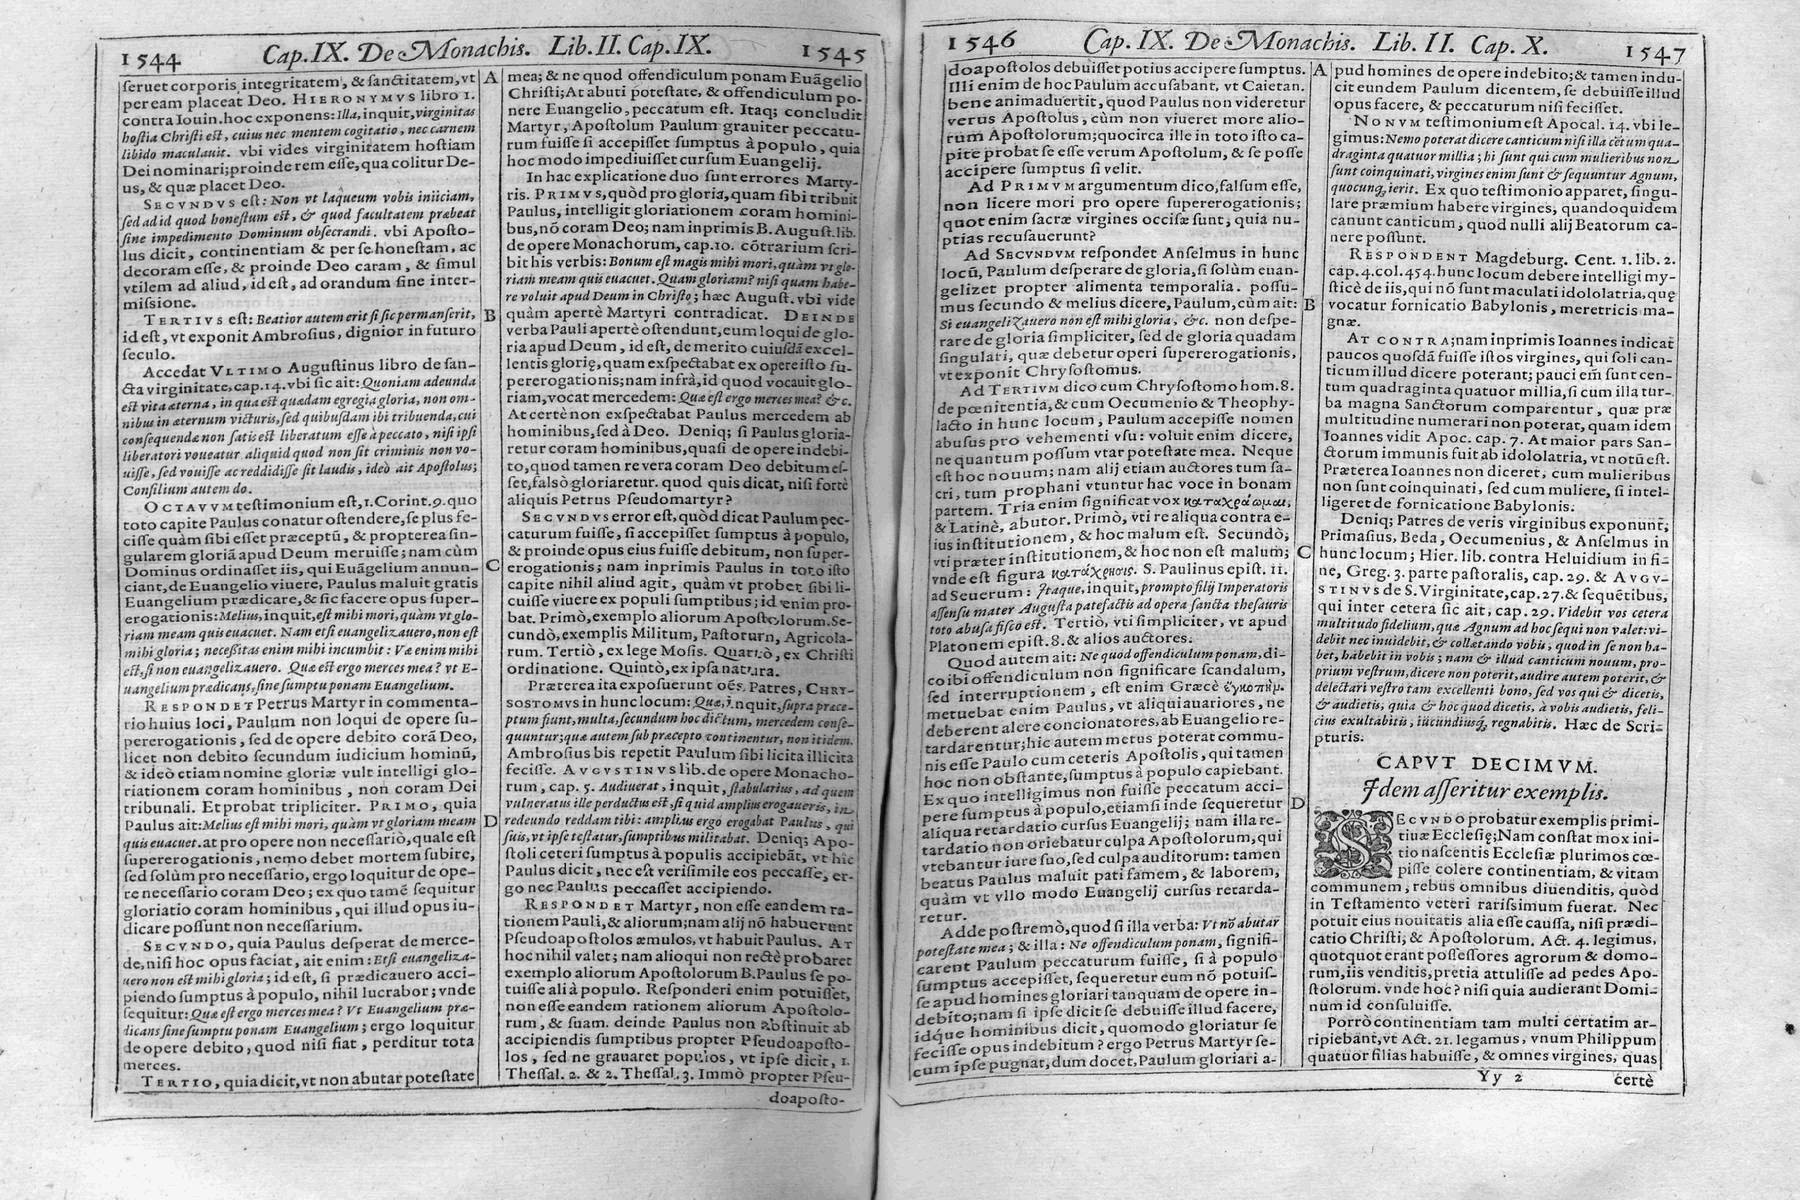 1544 Cap. IX. De Monachis. Lib. II. Cap. IX. 1545
seruet corporis integritatem, & sanctitatem, vt
per eam placeat Deo. HIERONYMVS libro 1.
contra Iouin. hoc exponens: Illa, inquit, virginitas
hostia Christi est, cuius nec mentem cogitatio, nec carnem
libido maculauit. vbi vides virginitatem hostiam
Dei nominari; proinde rem esse, qua colitur De-
us, & quæ placet Deo.
SECVNDVS est: Non vt laqueum vobis iniiciam,
sed ad id quod honestum est, & quod facultatem præbeat
sine impedimento Dominum obsecrandi. vbi Aposto-
lus dicit, continentiam & per se honestam, ac
decoram esse, & proinde Deo caram, & simul
vtilem ad aliud, id est, ad orandum sine inter-
missione.
TERTIVS est: Beatior autem erit si sic permanserit,
id est, vt exponit Ambrosius, dignior in futuro
seculo.
Accedat VLTIMO Augustinus libro de san-
cta virginitate, cap. 14. vbi sic ait: Quoniam adeunda
est vita æterna, in qua est quædam egregia gloria, non om-
nibus in æternum victuris, sed quibusdam ibi tribuenda, cui
consequendæ non satis est liberatum esse à peccato, nisi ipsi
liberatori voueatur aliquid quod non sit criminis non vo-
uisse, sed vouisse ac reddidisse sit laudis, ideò ait Apostolus;
Consilium autem do.
OCTAVVM testimonium est, 1. Corint. 9. quo
toto capite Paulus conatur ostendere, se plus fe-
cisse quàm sibi esset præceptũ, & propterea sin-
gularem gloriã apud Deum meruisse; nam cùm
Dominus ordinasset iis, qui Euãgelium annun-
ciant, de Euangelio viuere, Paulus maluit gratis
Euangelium prædicare, & sic facere opus super-
erogationis: Melius, inquit, est mihi mori, quàm vt glo-
riam meam quis euacuet. Nam etsi euangelizauero, non est
mihi gloria; necessitas enim mihi incumbit: Væ enim mihi
est, si non euangelizauero. Quæ est ergo merces mea? vt E-
uangelium prædicans, sine sumptu ponam Euangelium.
RESPONDET Petrus Martyr in commenta-
rio huius loci, Paulum non loqui de opere su-
pererogationis, sed de opere debito corã Deo,
licet non debito secundum iudicium hominũ,
& ideò etiam nomine gloriæ vult intelligi glo-
riationem coram hominibus, non coram Dei
tribunali. Et probat tripliciter. PRIMO, quia
Paulus ait: Melius est mihi mori, quàm vt gloriam meam
quis euacuet. at pro opere non necessariò, quale est
supererogationis, nemo debet mortem subire,
sed solùm pro necessario, ergo loquitur de ope-
re necessario coram Deo; ex quo tamẽ sequitur
gloriatio coram hominibus, qui illud opus iu-
dicare possunt non necessarium.
SECVNDO, quia Paulus desperat de merce-
de, nisi hoc opus faciat, ait enim: Etsi euangeliza-
uero non est mihi gloria; id est, si prædicauero acci-
piendo sumptus à populo, nihil lucrabor; vnde
sequitur: Quæ est ergo merces mea? Vt Euangelium præ-
dicans sine sumptu ponam Euangelium; ergo loquitur
de opere debito, quod nisi fiat, perditur tota
merces.
TERTIO, quia dicit, vt non abutar potestate
A
B
C
D
mea; & ne quod offendiculum ponam Euãgelio
Christi; At abuti potestate, & offendiculum po-
nere Euangelio, peccatum est. Itaq; concludit
Martyr, Apostolum Paulum grauiter peccatu-
rum fuisse si accepisset sumptus à populo, quia
hoc modo impediuisset cursum Euangelij.
In hac explicatione duo sunt errores Marty-
ris. PRIMVS, quòd pro gloria, quam sibi tribuit
Paulus, intelligit gloriationem coram homini-
bus, nõ coram Deo; nam inprimis B. August. lib.
de opere Monachorum, cap. 10. cõtrarium scri-
bit his verbis: Bonum est magis mihi mori, quàm vt glo-
riam meam quis euacuet. Quam gloriam? nisi quam habe-
re voluit apud Deum in Christo; hæc August. vbi vide
quàm apertè Martyri contradicat. DEINDE
verba Pauli apertè ostendunt, eum loqui de glo-
ria apud Deum, id est, de merito cuiusdã excel-
lentis glorię, quam exspectabat ex opere isto su-
pererogationis; nam infrà, id quod vocauit glo-
riam, vocat mercedem: Quæ est ergo merces mea? &c.
At certè non exspectabat Paulus mercedem ab
hominibus, sed à Deo. Deniq; si Paulus gloria-
retur coram hominibus, quasi de opere indebi-
to, quod tamen re vera coram Deo debitum es-
set, falsò gloriaretur. quod quis dicat, nisi fortè
aliquis Petrus Pseudomartyr?
SECVNDVS error est, quòd dicat Paulum pec-
caturum fuisse, si accepisset sumptus à populo,
& proinde opus eius fuisse debitum, non super-
erogationis; nam inprimis Paulus in toto isto
capite nihil aliud agit, quàm vt probet sibi li-
cuisse viuere ex populi sumptibus; id enim pro-
bat. Primò, exemplo aliorum Apostolorum. Se-
cundò, exemplis Militum, Pastorum, Agricola-
rum. Tertiò, ex lege Mosis. Quartò, ex Christi
ordinatione. Quintò, ex ipsa natura.
Præterea ita exposuerunt oẽs Patres, CHRY-
SOSTOMVS in hunc locum: Quæ, inquit, supra præce-
ptum fiunt, multa, secundum hoc dictum, mercedem conse-
quuntur; quæ autem sub præcepto continentur, non itidem.
Ambrosius bis repetit Paulum sibi licita illicita
fecisse. AVGVSTINVS lib. de opere Monacho-
rum, cap. 5. Audiuerat, inquit, stabularius, ad quem
vulneratus ille perductus est, si quid amplius erogaueris, in
redeundo reddam tibi: amplius ergo erogabat Paulus, qui
suis, vt ipse testatur, sumptibus militabat. Deniq; Apo-
stoli ceteri sumptus à populis accipiebãt, vt hîc
Paulus dicit, nec est verisimile eos peccasse, er-
go nec Paulus peccasset accipiendo.
RESPONDET Martyr, non esse eandem ra-
tionem Pauli, & aliorum; nam alij nõ habuerunt
Pseudoapostolos æmulos, vt habuit Paulus. AT
hoc nihil valet; nam alioqui non rectè probaret
exemplo aliorum Apostolorum B. Paulus se po-
tuisse ali à populo. Responderi enim potuisset,
non esse eandem rationem aliorum Apostolo-
rum, & suam. deinde Paulus non abstinuit ab
accipiendis sumptibus propter Pseudoaposto-
los, sed ne grauaret populos, vt ipse dicit, 1.
Thessal. 2. & 2. Thessal. 3. Immò propter Pseu-
doaposto-
1546 Cap. IX. De Monachis. Lib. II. Cap. X. 1547
doapostolos debuisset potius accipere sumptus.
Illi enim de hoc Paulum accusabant, vt Caietan.
bene animaduertit, quod Paulus non videretur
verus Apostolus, cùm non viueret more alio-
rum Apostolorum; quocirca ille in toto isto ca-
pite probat se esse verum Apostolum, & se posse
accipere sumptus si velit.
Ad PRIMVM argumentum dico, falsum esse,
non licere mori pro opere supererogationis;
quot enim sacræ virgines occisæ sunt, quia nu-
ptias recusauerunt?
Ad SECVNDVM respondet Anselmus in hunc
locũ, Paulum desperare de gloria, si solùm euan-
gelizet propter alimenta temporalia. possu-
mus secundo & melius dicere, Paulum, cùm ait:
Si euangelizauero non est mihi gloria, &c. non despe-
rare de gloria simpliciter, sed de gloria quadam
singulari, quæ debetur operi supererogationis,
vt exponit Chrysostomus.
Ad TERTIVM dico cum Chrysostomo hom. 8.
de pœnitentia, & cum Oecumenio & Theophy-
lacto in hunc locum, Paulum accepisse nomen
abusus pro vehementi vsu: voluit enim dicere,
ne quantum possum vtar potestate mea. Neque
est hoc nouum; nam alij etiam auctores tum sa-
cri, tum prophani vtuntur hac voce in bonam
partem. Tria enim significat vox καταχράωμαι,
& Latinè, abutor. Primò, vti re aliqua contra e-
ius institutionem, & hoc malum est. Secundò,
vti præter institutionem, & hoc non est malum;
vnde est figura κατάχρησις. S. Paulinus epist. 11.
ad Seuerum: Itaque, inquit, prompto filij Imperatoris
assensu mater Augusta patefactis ad opera sancta thesauris
toto abusa fisco est. Tertiò, vti simpliciter, vt apud
Platonem epist. 8. & alios auctores.
Quod autem ait: Ne quod offendiculum ponam, di-
co ibi offendiculum non significare scandalum,
sed interruptionem, est enim Græcè ἐγκοπὴμ.
metuebat enim Paulus, vt aliqui auariores, ne
deberent alere concionatores, ab Euangelio re-
tardarentur; hic autem metus poterat commu-
nis esse Paulo cum ceteris Apostolis, qui tamen
hoc non obstante, sumptus à populo capiebant.
Ex quo intelligimus non fuisse peccatum acci-
pere sumptus à populo, etiamsi inde sequeretur
aliqua retardatio cursus Euangelij; nam illa re-
tardatio non oriebatur culpa Apostolorum, qui
vtebantur iure suo, sed culpa auditorum: tamen
beatus Paulus maluit pati famem, & laborem,
quàm vt vllo modo Euangelij cursus retarda-
retur.
Adde postremò, quod si illa verba: Vt nõ abutar
potestate mea; & illa: Ne offendiculum ponam, signifi-
carent Paulum peccaturum fuisse, si à populo
sumptus accepisset, sequeretur eum nõ potuis-
se apud homines gloriari tanquam de opere in-
debito; nam si ipse dicit se debuisse illud facere,
idq́ue hominibus dicit, quomodo gloriatur se
fecisse opus indebitum? ergo Petrus Martyr se-
cum ipse pugnat, dum docet, Paulum gloriari a-
A
B
C
D
pud homines de opere indebito; & tamen indu-
cit eundem Paulum dicentem, se debuisse illud
opus facere, & peccaturum nisi fecisset.
NONVM testimonium est Apocal. 14. vbi le-
gimus: Nemo poterat dicere canticum nisi illa cẽtum qua-
draginta quatuor millia; hi sunt qui cum mulieribus non
sunt coinquinati, virgines enim sunt & sequuntur Agnum,
quocunq; ierit. Ex quo testimonio apparet, singu-
lare præmium habere virgines, quandoquidem
canunt canticum, quod nulli alij Beatorum ca-
nere possunt.
RESPONDENT Magdeburg. Cent. 1. lib. 2.
cap. 4. col. 454. hunc locum debere intelligi my-
sticè de iis, qui nõ sunt maculati idololatria, quę
vocatur fornicatio Babylonis, meretricis ma-
gnæ.
AT CONTRA; nam inprimis Ioannes indicat
paucos quosdã fuisse istos virgines, qui soli can-
ticum illud dicere poterant; pauci em̃ sunt cen-
tum quadraginta quatuor millia, si cum illa tur-
ba magna Sanctorum comparentur, quæ præ
multitudine numerari non poterat, quam idem
Ioannes vidit Apoc. cap. 7. At maior pars San-
ctorum immunis fuit ab idololatria, vt notũ est.
Præterea Ioannes non diceret, cum mulieribus
non sunt coinquinati, sed cum muliere, si intel-
ligeret de fornicatione Babylonis.
Deniq; Patres de veris virginibus exponunt,
Primasius, Beda, Oecumenius, & Anselmus in
hunc locum; Hier. lib. contra Heluidium in fi-
ne, Greg. 3. parte pastoralis, cap. 29. & AVGV-
STINVS de S. Virginitate, cap. 27. & sequẽtibus,
qui inter cetera sic ait, cap. 29. Videbit vos cetera
multitudo fidelium, quæ Agnum ad hoc sequi non valet: vi-
debit nec inuidebit, & collætando vobis, quod in se non ha-
bet, habebit in vobis; nam & illud canticum nouum, pro-
prium vestrum, dicere non poterit, audire autem poterit, &
delectari vestro tam excellenti bono, sed vos qui & dicetis,
& audietis, quia & hoc quod dicetis, à vobis audietis, feli-
cius exultabitis, iucundiusq́; regnabitis. Hæc de Scri-
pturis.
CAPVT DECIMVM.
Idem asseritur exemplis.
SECVNDO probatur exemplis primi-
tiuæ Ecclesię; Nam constat mox ini-
tio nascentis Ecclesiæ plurimos cœ-
pisse colere continentiam, & vitam
communem, rebus omnibus diuenditis, quòd
in Testamento veteri rarissimum fuerat. Nec
potuit eius nouitatis alia esse caussa, nisi prædi-
catio Christi, & Apostolorum. Act. 4. legimus,
quotquot erant possessores agrorum & domo-
rum, iis venditis, pretia attulisse ad pedes Apo-
stolorum. vnde hoc? nisi quia audierant Domi-
num id consuluisse.
Porrò continentiam tam multi certatim ar-
ripiebant, vt Act. 21. legamus, vnum Philippum
quatuor filias habuisse, & omnes virgines, quas
Yy 2 certè